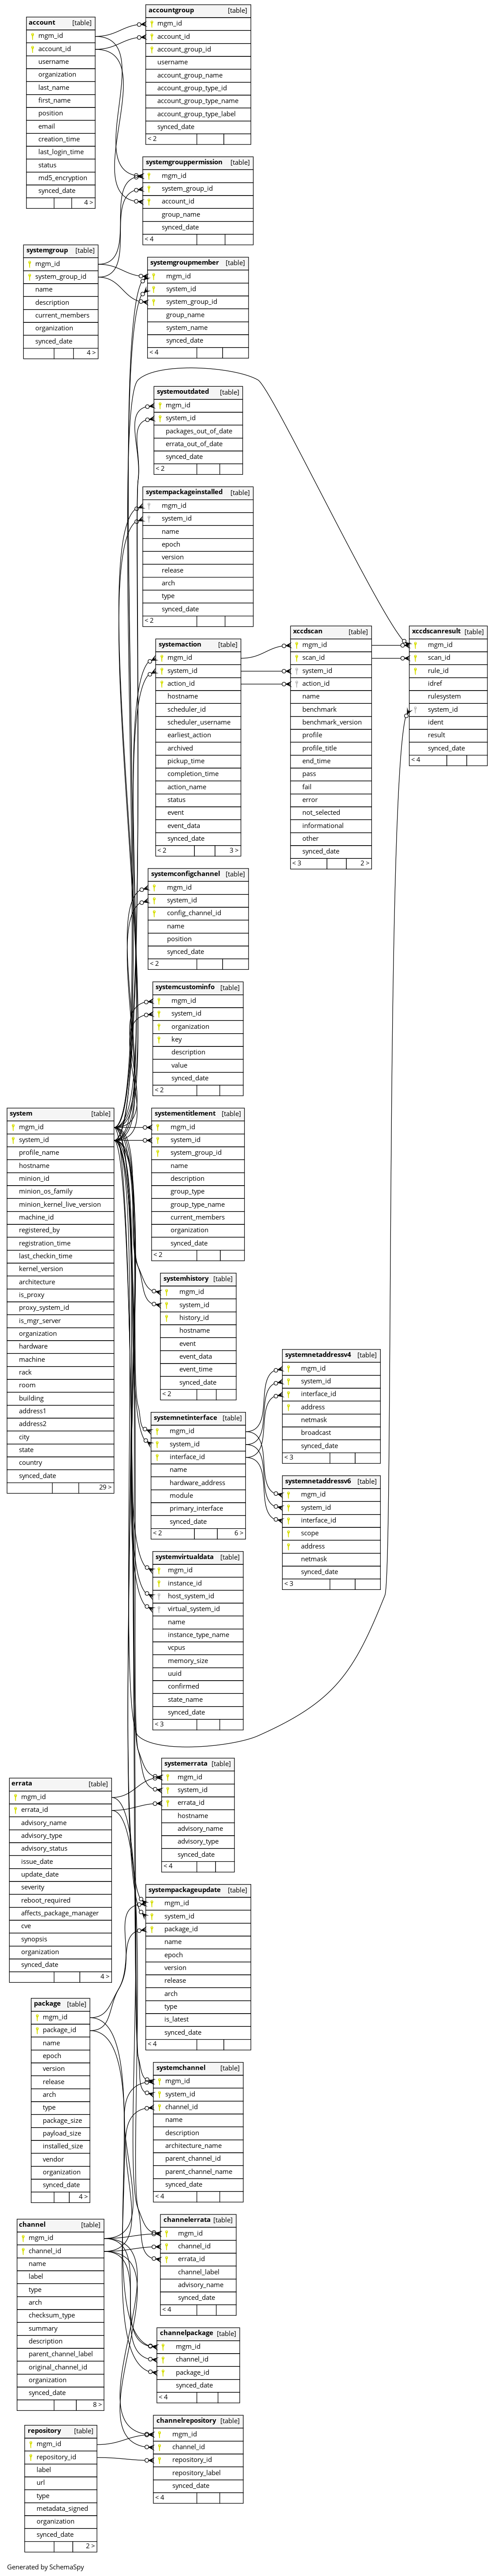 account [table]
mgm_id
account_id
username
organization
last_name
first_name
position
email
creation_time
last_login_time
status
md5_encryption
synced_date
4 >
accountgroup [table]
mgm_id
account_id
account_group_id
username
account_group_name
account_group_type_id
account_group_type_name
account_group_type_label
synced_date
< 2
systemgrouppermission [table]
mgm_id
system_group_id
account_id
group_name
synced_date
< 4
systemgroup [table]
mgm_id
system_group_id
name
description
current_members
organization
synced_date
4 >
systemgroupmember [table]
mgm_id
system_id
system_group_id
group_name
system_name
synced_date
< 4
systemoutdated [table]
mgm_id
system_id
packages_out_of_date
errata_out_of_date
synced_date
< 2
systempackageinstalled [table]
mgm_id
system_id
name
epoch
version
release
arch
type
synced_date
< 2
systemaction [table]
mgm_id
system_id
action_id
hostname
scheduler_id
scheduler_username
earliest_action
archived
pickup_time
completion_time
action_name
status
event
event_data
synced_date
< 2 3 >
xccdscan [table]
mgm_id
scan_id
system_id
action_id
name
benchmark
benchmark_version
profile
profile_title
end_time
pass
fail
error
not_selected
informational
other
synced_date
< 3 2 >
xccdscanresult [table]
mgm_id
scan_id
rule_id
idref
rulesystem
system_id
ident
result
synced_date
< 4
systemconfigchannel [table]
mgm_id
system_id
config_channel_id
name
position
synced_date
< 2
systemcustominfo [table]
mgm_id
system_id
organization
key
description
value
synced_date
< 2
system [table]
mgm_id
system_id
profile_name
hostname
minion_id
minion_os_family
minion_kernel_live_version
machine_id
registered_by
registration_time
last_checkin_time
kernel_version
architecture
is_proxy
proxy_system_id
is_mgr_server
organization
hardware
machine
rack
room
building
address1
address2
city
state
country
synced_date
29 >
systementitlement [table]
mgm_id
system_id
system_group_id
name
description
group_type
group_type_name
current_members
organization
synced_date
< 2
systemhistory [table]
mgm_id
system_id
history_id
hostname
event
event_data
event_time
synced_date
< 2
systemnetinterface [table]
mgm_id
system_id
interface_id
name
hardware_address
module
primary_interface
synced_date
< 2 6 >
systemnetaddressv4 [table]
mgm_id
system_id
interface_id
address
netmask
broadcast
synced_date
< 3
systemnetaddressv6 [table]
mgm_id
system_id
interface_id
scope
address
netmask
synced_date
< 3
systemvirtualdata [table]
mgm_id
instance_id
host_system_id
virtual_system_id
name
instance_type_name
vcpus
memory_size
uuid
confirmed
state_name
synced_date
< 3
systemerrata [table]
mgm_id
system_id
errata_id
hostname
advisory_name
advisory_type
synced_date
< 4
errata [table]
mgm_id
errata_id
advisory_name
advisory_type
advisory_status
issue_date
update_date
severity
reboot_required
affects_package_manager
cve
synopsis
organization
synced_date
4 >
systempackageupdate [table]
mgm_id
system_id
package_id
name
epoch
version
release
arch
type
is_latest
synced_date
< 4
package [table]
mgm_id
package_id
name
epoch
version
release
arch
type
package_size
payload_size
installed_size
vendor
organization
synced_date
4 >
systemchannel [table]
mgm_id
system_id
channel_id
name
description
architecture_name
parent_channel_id
parent_channel_name
synced_date
< 4
channel [table]
mgm_id
channel_id
name
label
type
arch
checksum_type
summary
description
parent_channel_label
original_channel_id
organization
synced_date
8 >
channelerrata [table]
mgm_id
channel_id
errata_id
channel_label
advisory_name
synced_date
< 4
channelpackage [table]
mgm_id
channel_id
package_id
synced_date
< 4
channelrepository [table]
mgm_id
channel_id
repository_id
repository_label
synced_date
< 4
repository [table]
mgm_id
repository_id
label
url
type
metadata_signed
organization
synced_date
2 >
Generated by SchemaSpy